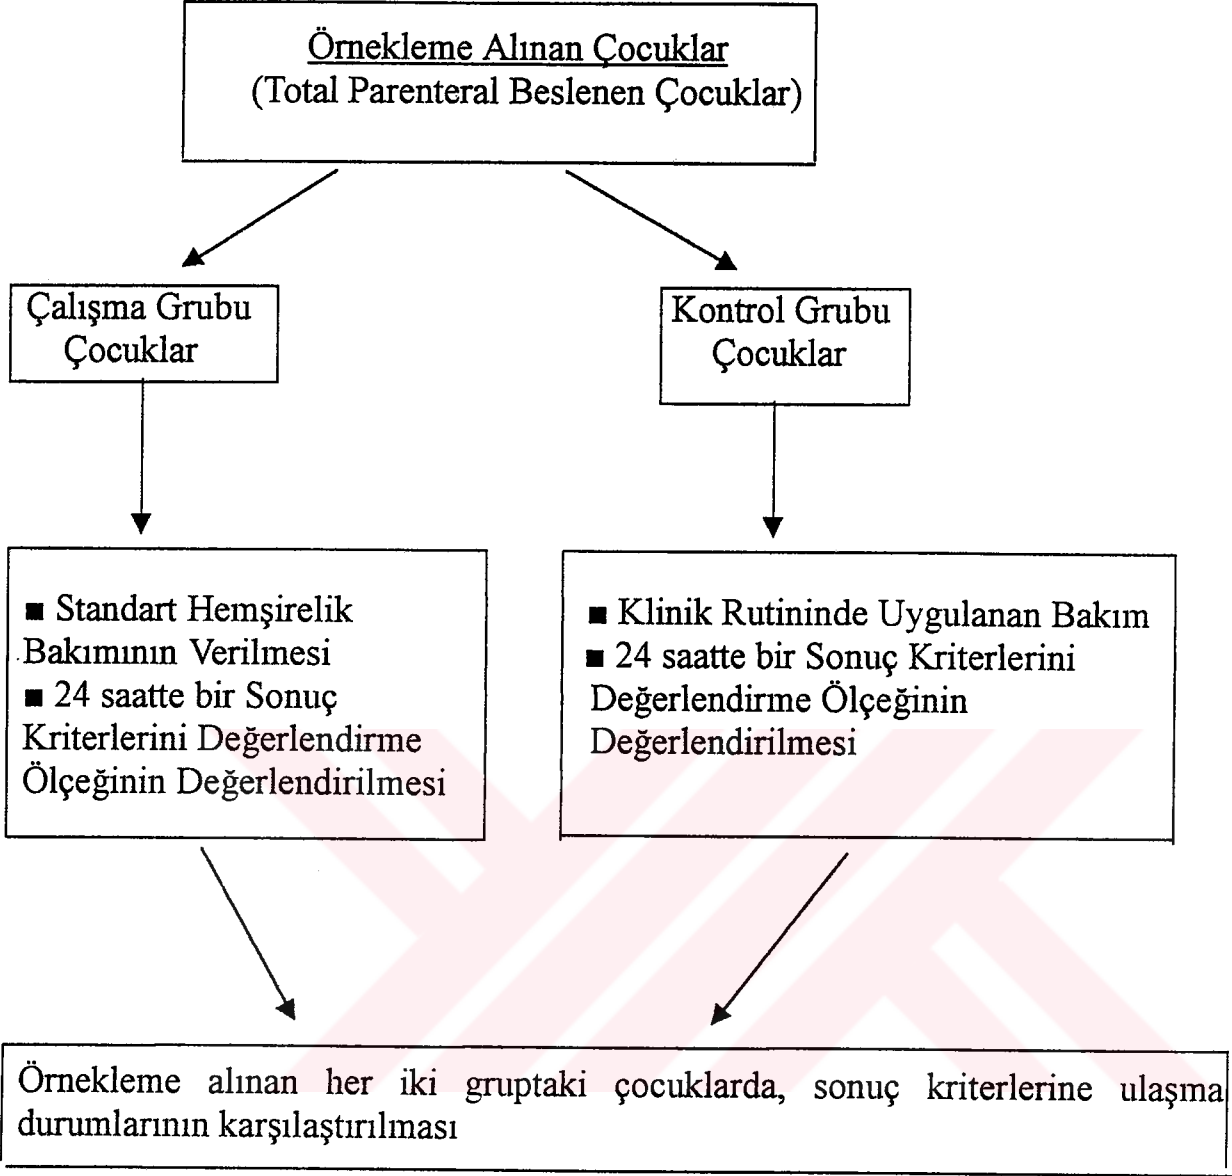 Örnekleme Alınan Çocuklar
(Total Parenteral Beslenen Çocuklar)
Çalışma Grubu
Çocuklar
Kontrol Grubu
Çocuklar
■ Standart Hemşirelik
Bakımının Verilmesi
■ 24 saatte bir Sonuç
Kriterlerini Değerlendirme
Ölçeğinin Değerlendirilmesi
■ Klinik Rutininde Uygulanan Bakım
■ 24 saatte bir Sonuç Kriterlerini
Değerlendirme Ölçeğinin
Değerlendirilmesi
Örnekleme alınan her iki gruptaki çocuklarda, sonuç kriterlerine ulaşma
durumlarının karşılaştırılması